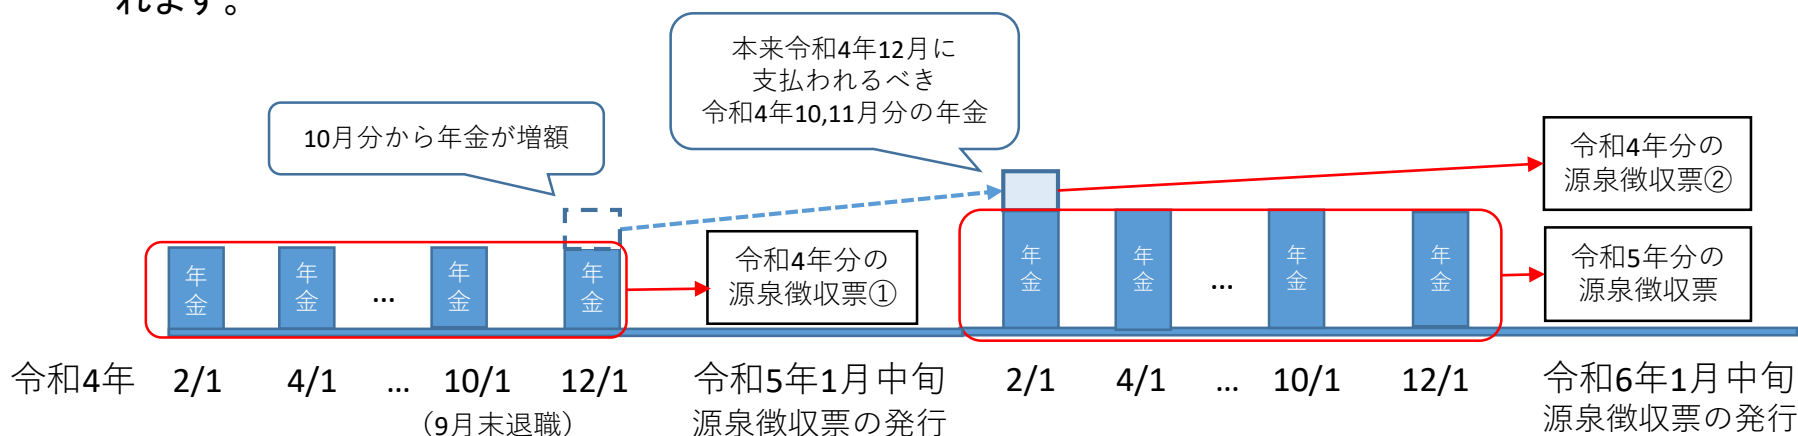 れます。
本来令和4年12月に
支払われるべき
令和4年10,11月分の年金
10月分から年金が増額
令和4年分の
源泉徴収票②
令和4年分の
源泉徴収票①
令和5年分の
源泉徴収票
年金
年金
…
年金
年金
年金
年金
…
年金
年金
令和4年 2/1 4/1 … 10/1 12/1 令和5年1月中旬 2/1 4/1 … 10/1 12/1 令和6年1月中旬
（9月末退職） 源泉徴収票の発行 源泉徴収票の発行